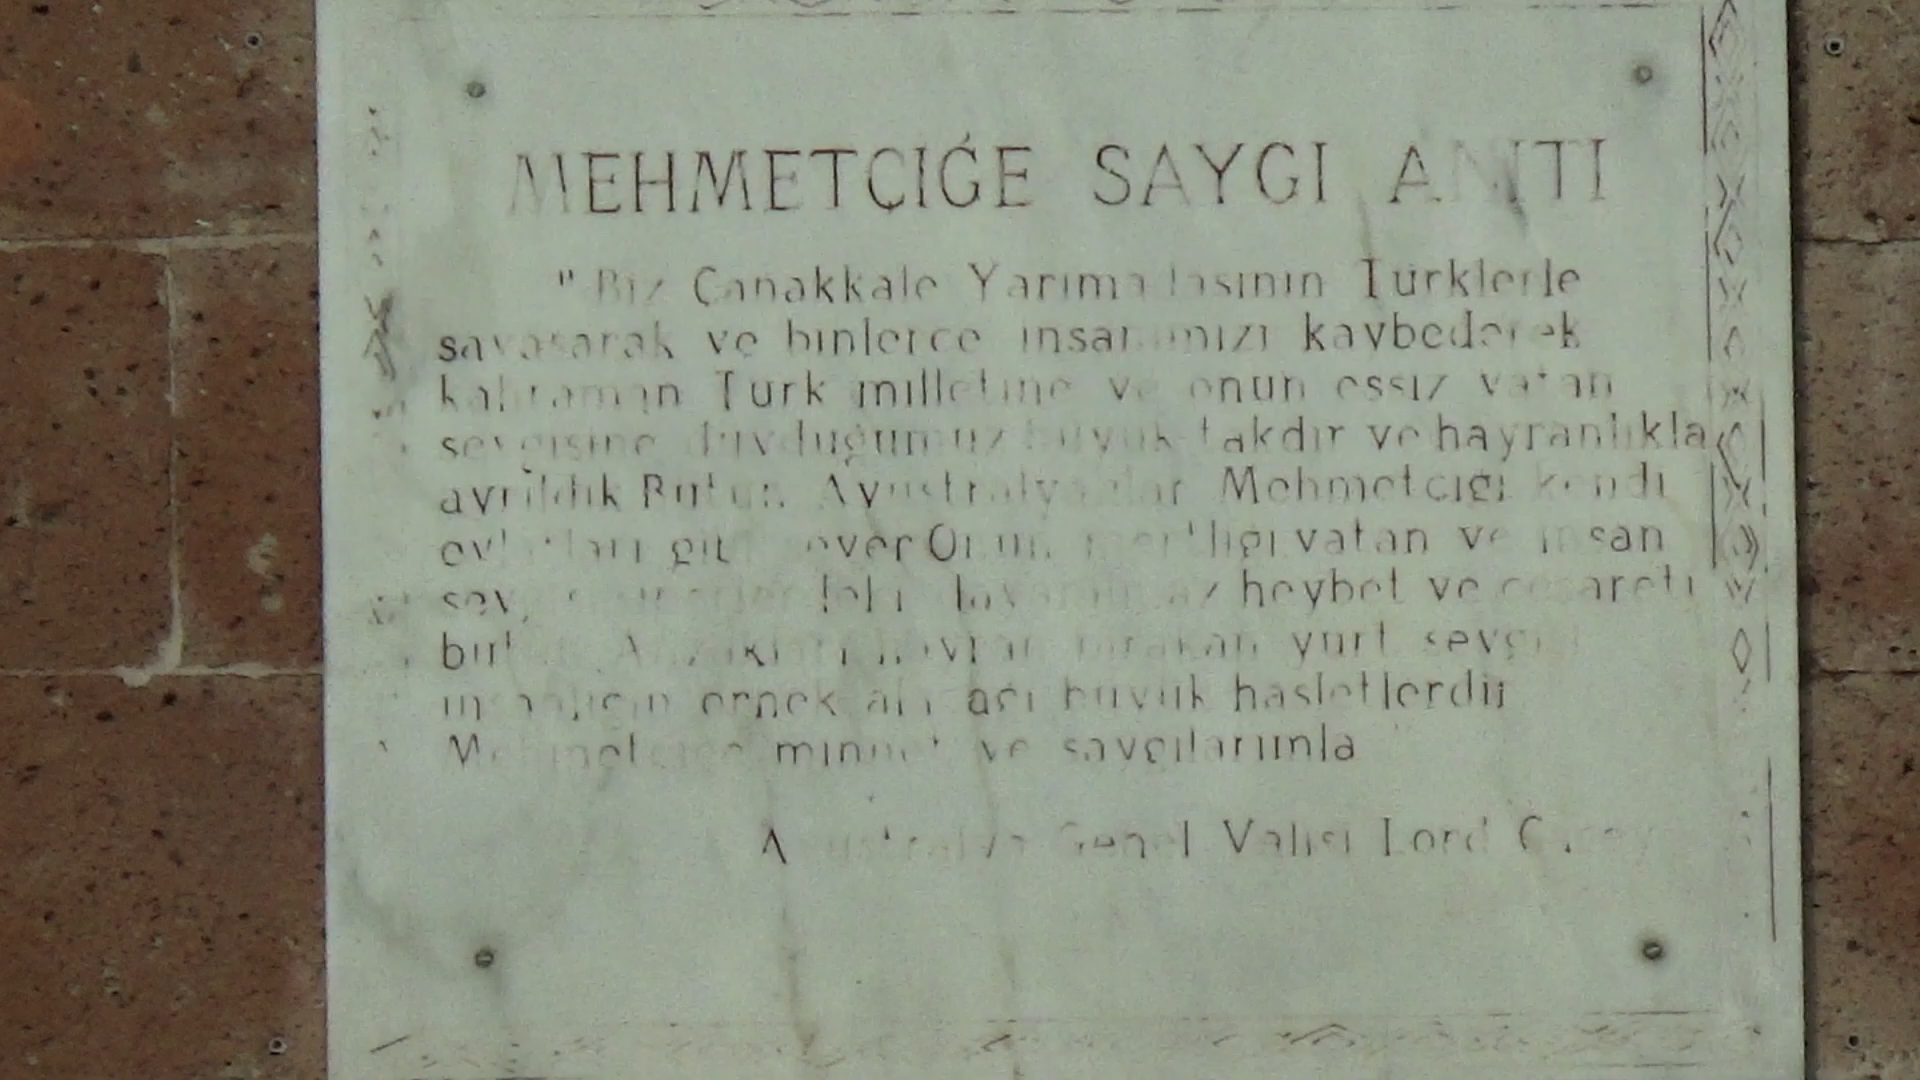 MEHMETÇİĞE SAYGI ANITI
"Biz Çanakkale Yarımadasının Türklerle
savaşarak ve binlerce insanımızı kaybederek
kahraman Türk milletine ve onun eşsiz vatan
sevgisine duyduğumuz büyük takdir ve hayranlıkla
ayrıldık Bütün Avustralyalılar Mehmetçiği kendi
evlatları gibi sever Onun mertliği vatan ve insan
heybet ve cesareti
bütün Anzakları hayran bırakan yurt sevgisi
örnek alacağı büyük hasletlerdir
Mehmetçiğe minnet ve saygılarımla
Avustralya Genel Valisi Lord Casey